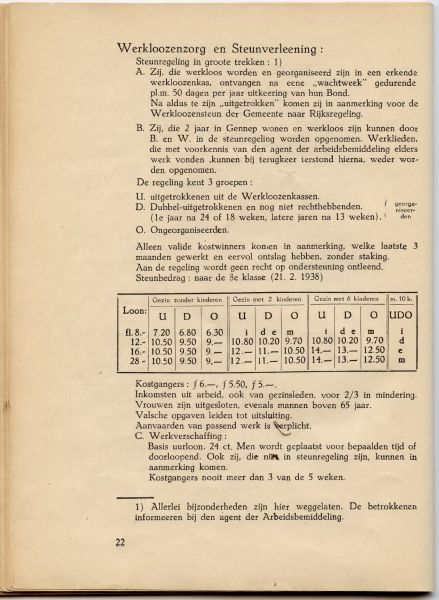 Werkloozenzorg en Steunverleening :
Steunregeling in groote trekken : 1)
A. Zij, die werkloos worden en georganiseerd zijn in een erkende
werkloozenkas, ontvangen na eene „wachtweek" gedurende
pl.m. 50 dagen per jaar uitkeering van hun Bond.
Na aldus te zijn „uitgetrokken" komen zij in aanmerking voor de
Werkloozensteun der Gemeente naar Rijksregeling.
B. Zij, die 2 jaar in Gennep wonen en werkloos zijn kunnen door
B. en W. in de steunregeling worden opgenomen. Werklieden,
die met voorkennis van den agent der arbeidsbemiddeling elders
werk vonden ,kunnen bij terugkeer terstond hierna, weder wor-
den opgenomen.
De regeling kent 3 groepen :
U. uitgetrokkenen uit de Werkloozenkassen.
D. Dubbel-uitgetrokkenen en nog niet rechthebbenden.
(1e jaar na 24 of 18 weken, latere jaren na 13 weken).
georga-
niseer-
den
O. Ongeorganiseerden.
Alleen valide kostwinners komen in aanmerking, welke laatste 3
maanden gewerkt en eervol ontslag hebben, zonder staking.
Aan de regeling wordt geen recht op ondersteuning ontleend.
Steunbedrag : naar de 8e klasse (21. 2. 1938)
Loon: Gezin zonder kinderen Gezin met 2 kinderen Gezin met 6 kinderen m. 10 k.
U D O U D O U D O UDO
fl. 8.- 7.20 6.80 6.30 i d e m i d e m i
12.- 10.50 9.50 9.— 10.80 10.20 9.70 10.80 10.20 9.70 d
16.- 10.50 9.50 9.— 12.— 11.— 10.50 14.— 13.— 12.50 e
28 - 10.50 9.50 9.— 12.— 11.— 10.50 14.— 13.— 12.50 m
Kostgangers : ƒ 6.—, ƒ 5.50, ƒ 5.—.
Inkomsten uit arbeid, ook van gezinsleden, voor 2/3 in mindering.
Vrouwen zijn uitgesloten, evenals mannen boven 65 jaar.
Valsche opgaven leiden tot uitsluiting.
Aanvaarden van passend werk is verplicht.
C. Werkverschaffing :
Basis uurloon. 24 ct. Men wordt geplaatst voor bepaalden tijd of
doorloopend. Ook zij, die niet in steunregeling zijn, kunnen in
aanmerking komen.
Kostgangers nooit meer dan 3 van de 5 weken.
1) Allerlei bijzonderheden zijn hier weggelaten. De betrokkenen
informeeren bij den agent der Arbeidsbemiddeling.
22